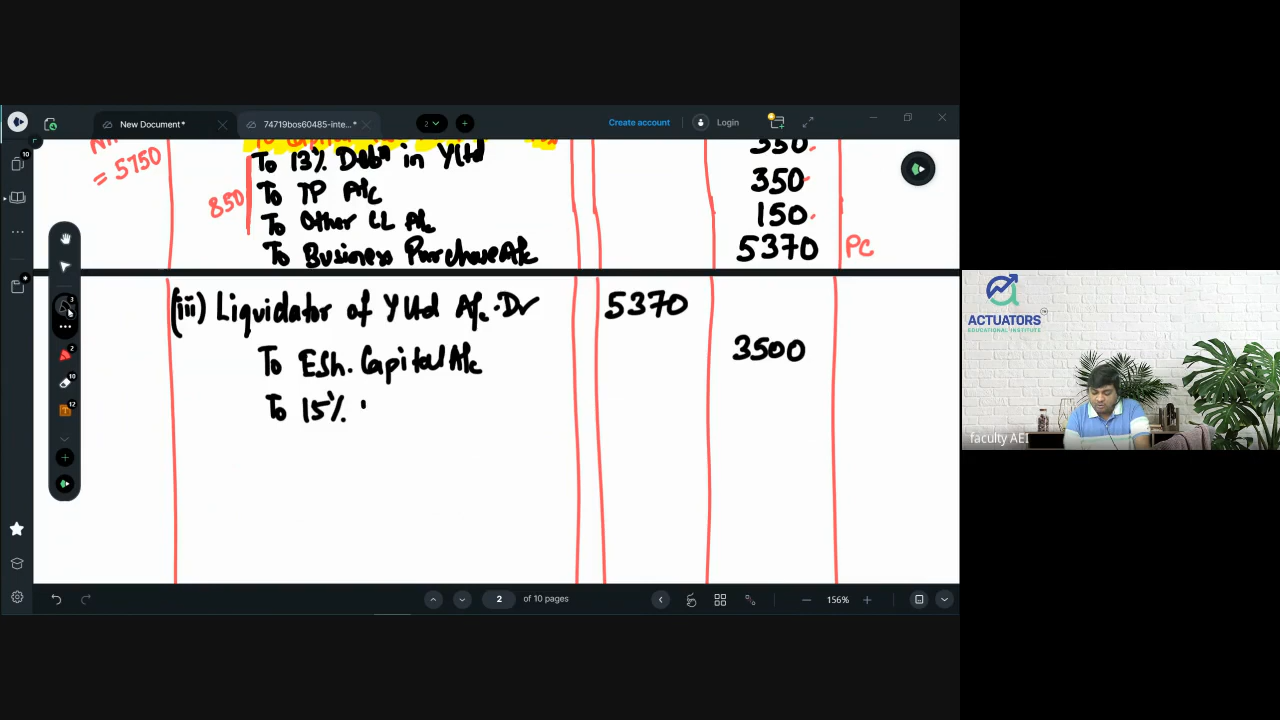 New Document*
74719bos60485-inte...*
2
Create account
Login
= 5750
350
To 13% Deb" in Y Ltd
850
To TP A/c
350
To Other LL A/c
150
To Business Purchase A/c
5370
PC
(iii) Liquidator of Y Ltd A/c. Dr
5370
To ESh. Capital A/c
3500
To 15%
ACTUATORS
EDUCATIONAL INSTITUTE
faculty AEI
2
of 10 pages
156%